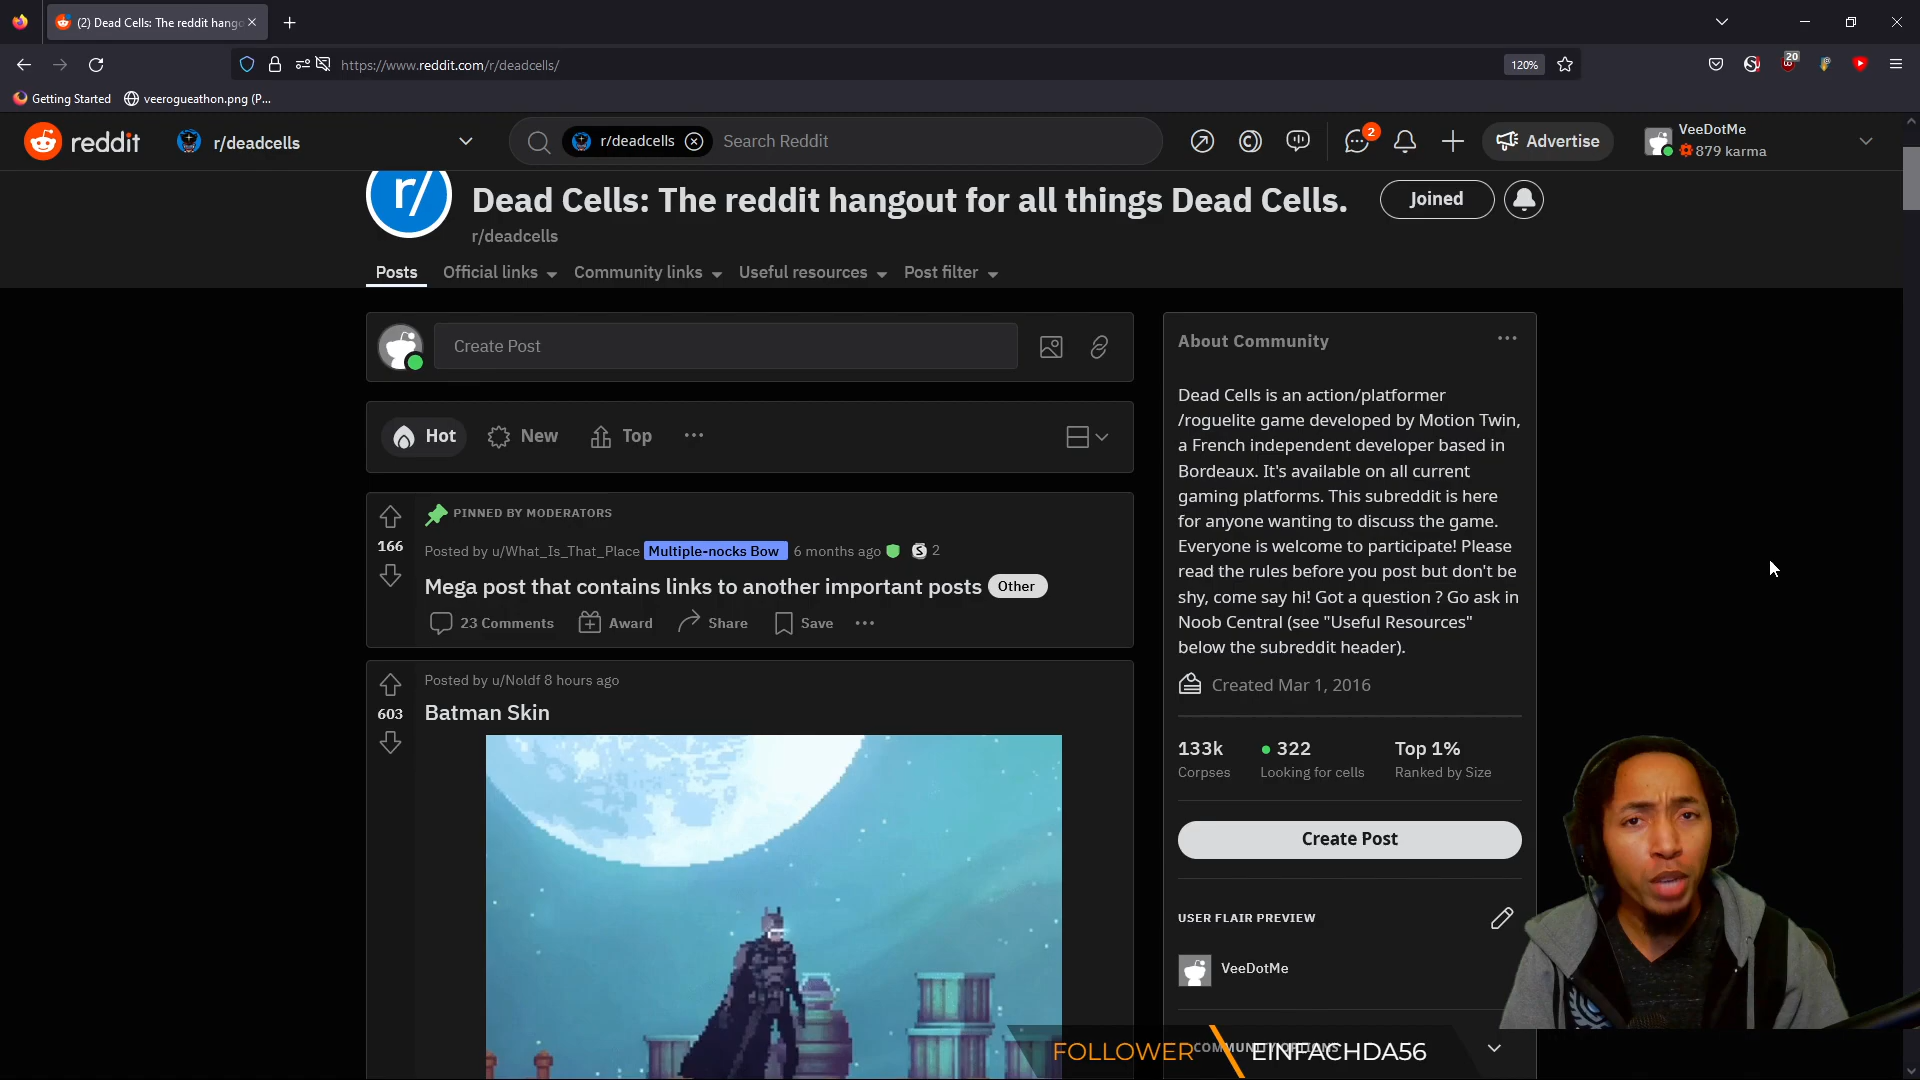 (2) Dead Cells: The reddit hang
https://www.reddit.com/r/deadcells/
120%
20
Getting Started
veerogueathon.png (P...
reddit
r/deadcells
r/deadcells
Search Reddit
2
Advertise
VeeDotMe
879 karma
r/
Dead Cells: The reddit hangout for all things Dead Cells.
Joined
r/deadcells
Posts
Official links
Community links
Useful resources
Post filter
Create Post
Hot
New
Top
PINNED BY MODERATORS
166
Posted by u/What_Is_That_Place Multiple-nocks Bow 6 months ago 2
Mega post that contains links to another important posts Other
23 Comments
Award
Share
Save
Posted by u/Noldf 8 hours ago
603
Batman Skin
About Community
Dead Cells is an action/platformer
/roguelite game developed by Motion Twin,
a French independent developer based in
Bordeaux. It's available on all current
gaming platforms. This subreddit is here
for anyone wanting to discuss the game.
Everyone is welcome to participate! Please
read the rules before you post but don't be
shy, come say hi! Got a question ? Go ask in
Noob Central (see "Useful Resources"
below the subreddit header).
Created Mar 1, 2016
133k
Corpses
322
Looking for cells
Top 1%
Ranked by Size
Create Post
USER FLAIR PREVIEW
VeeDotMe
FOLLOWER
EINFACHDA56